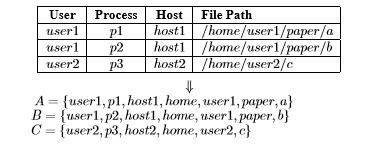 User Process Host File Path
user1 p1 host1 /home/user1/paper/a
user1 p2 host1 /home/user1/paper/b
user2 p3 host2 /home/user2/c
⇓
A = {user1, p1, host1, home, user1, paper, a}
B = {user1, p2, host1, home, user1, paper, b}
C = {user2, p3, host2, home, user2, c}